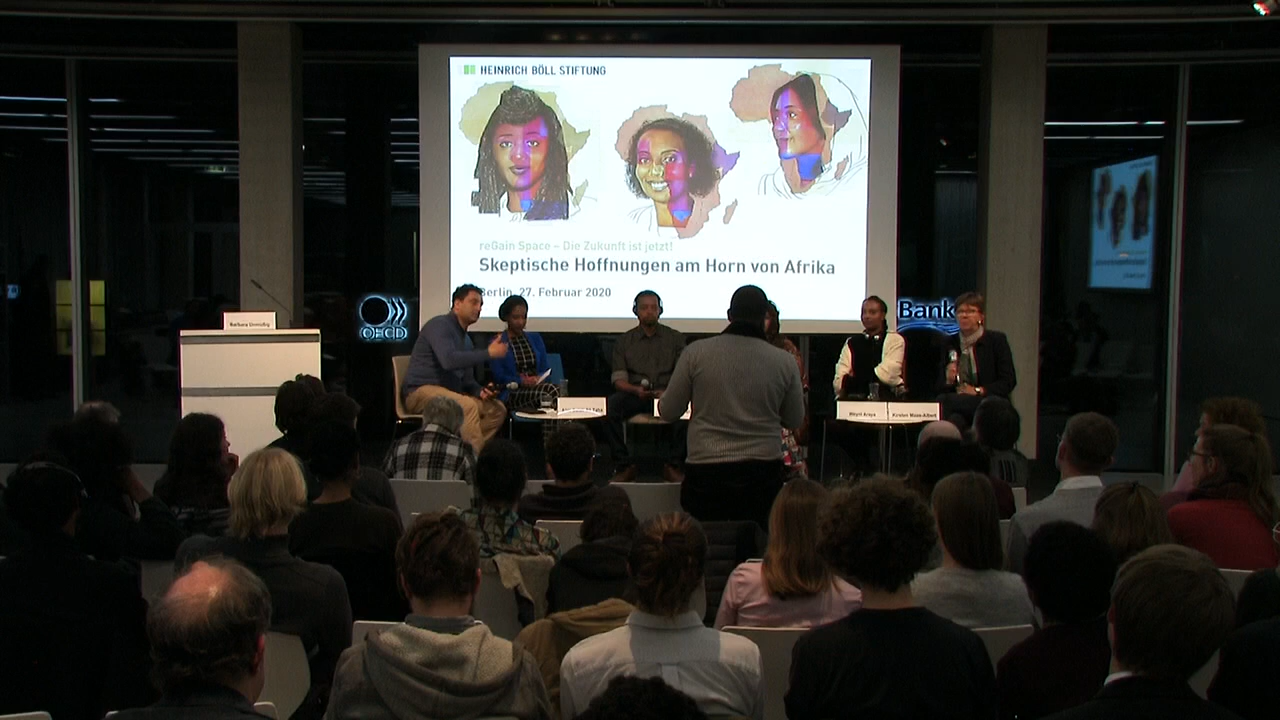 HEINRICH BÖLL STIFTUNG
reGain Space – Die Zukunft ist jetzt!
Skeptische Hoffnungen am Horn von Afrika
Berlin, 27. Februar 2020
OECD
Bank
Barbara Unmüßig
Kirsten Maas-Albert